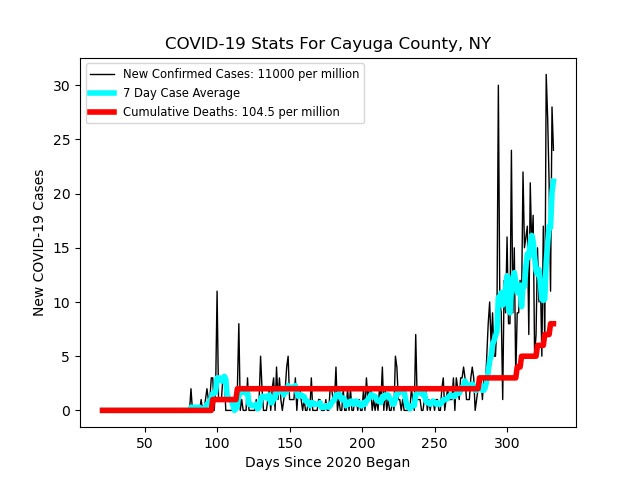 COVID-19 Stats For Cayuga County, NY
New Confirmed Cases: 11000 per million
7 Day Case Average
Cumulative Deaths: 104.5 per million
30
25
20
15
10
5
0
New COVID-19 Cases
50 100 150 200 250 300
Days Since 2020 Began